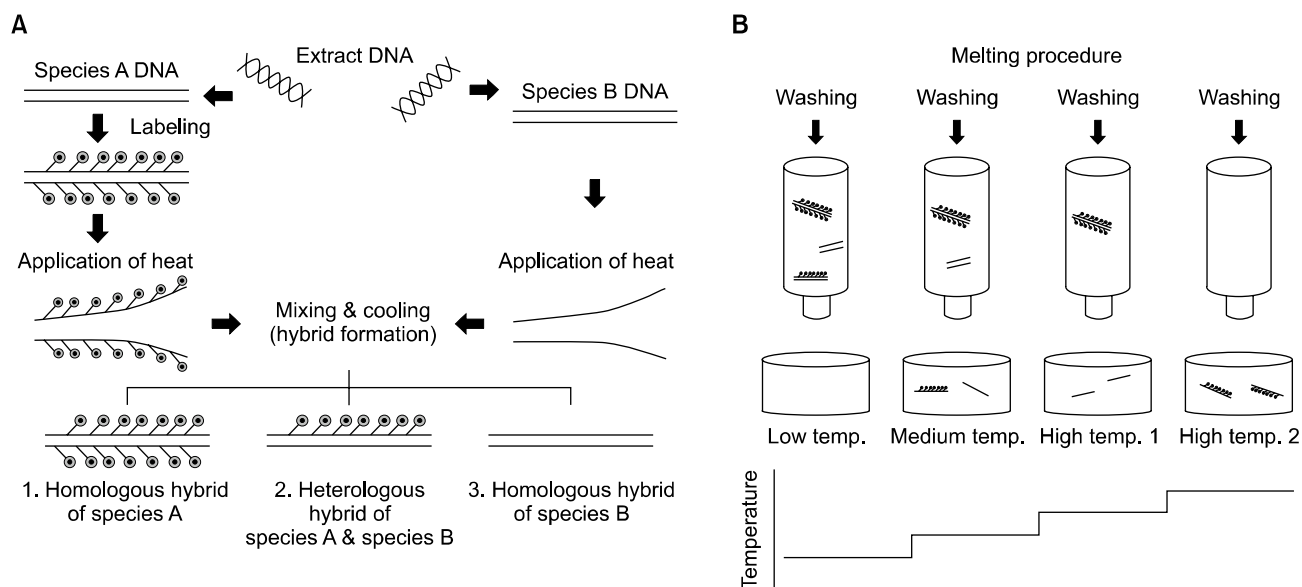 A
Extract DNA
Species A DNA
Species B DNA
Labeling
Application of heat
Application of heat
Mixing & cooling
(hybrid formation)
1. Homologous hybrid
of species A
2. Heterologous
hybrid of
species A & species B
3. Homologous hybrid
of species B
B
Melting procedure
Washing
Washing
Washing
Washing
Low temp.
Medium temp.
High temp. 1
High temp. 2
Temperature